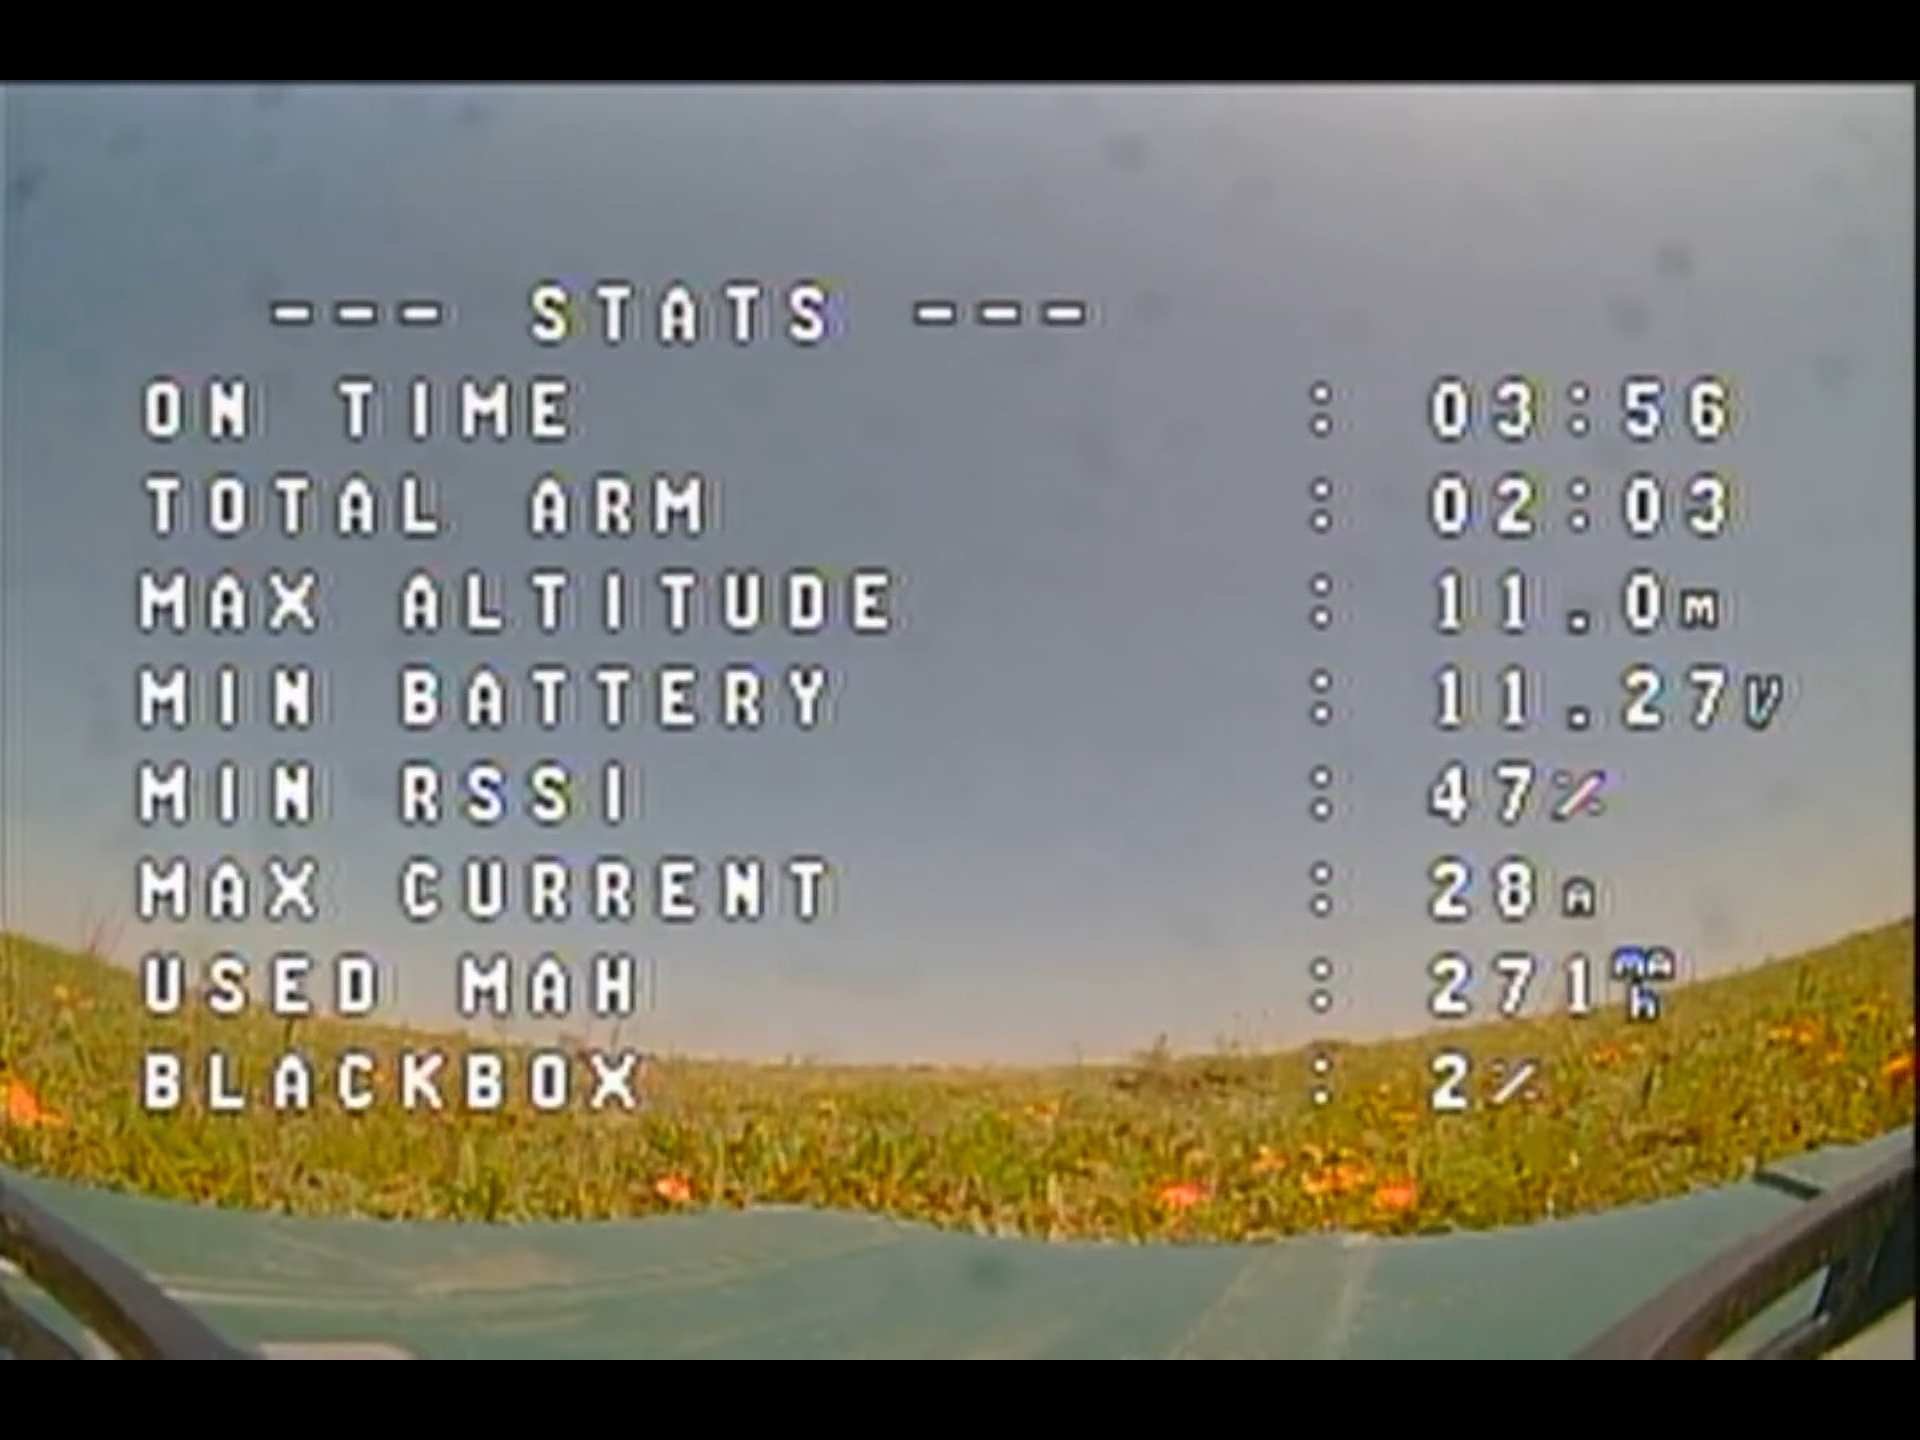 --- STATS ---
ON TIME : 03:56
TOTAL ARM : 02:03
MAX ALTITUDE : 11.0m
MIN BATTERY : 11.27V
MIN RSSI : 47%
MAX CURRENT : 28A
USED MAH : 271mAh
BLACKBOX : 2%